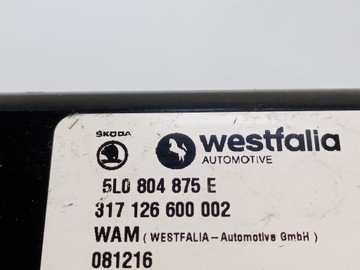 ŠKODA
westfalia
AUTOMOTIVE
5L0 804 875 E
317 126 600 002
WAM (WESTFALIA-Automotive GmbH)
081216